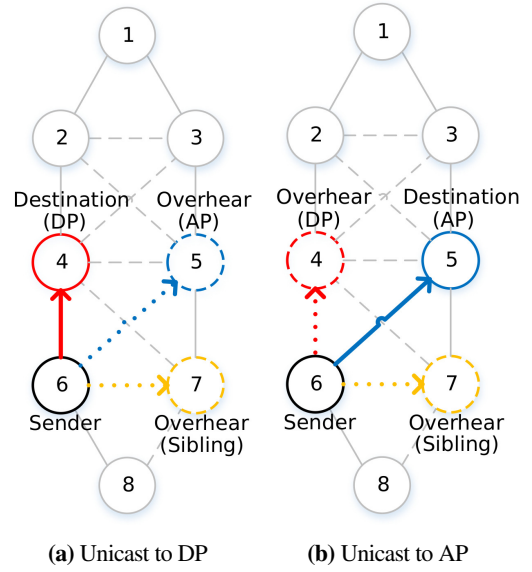 1
2
3
Destination
(DP)
Overhear
(AP)
4
5
6
7
Sender
Overhear
(Sibling)
8
(a) Unicast to DP
1
2
3
Overhear
(DP)
Destination
(AP)
4
5
6
7
Sender
Overhear
(Sibling)
8
(b) Unicast to AP